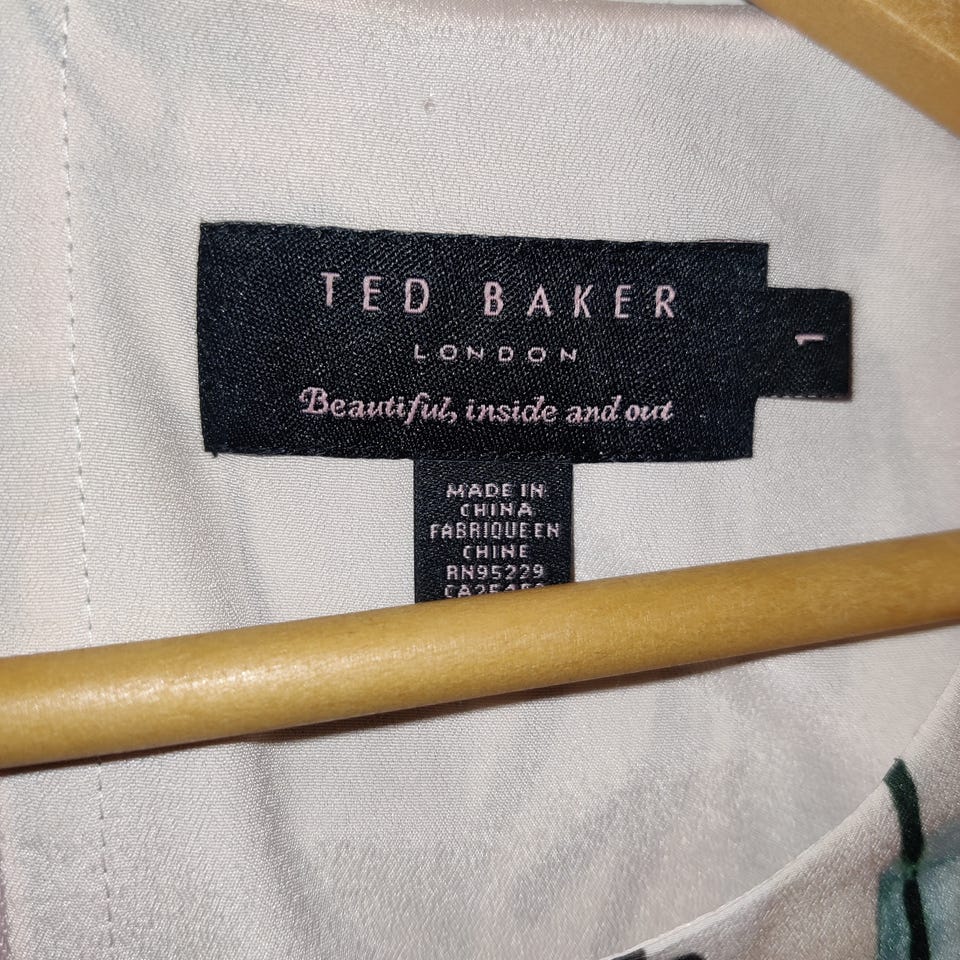 TED BAKER
LONDON
Beautiful, inside and out
1
MADE IN
CHINA
FABRIQUE EN
CHINE
RN95229